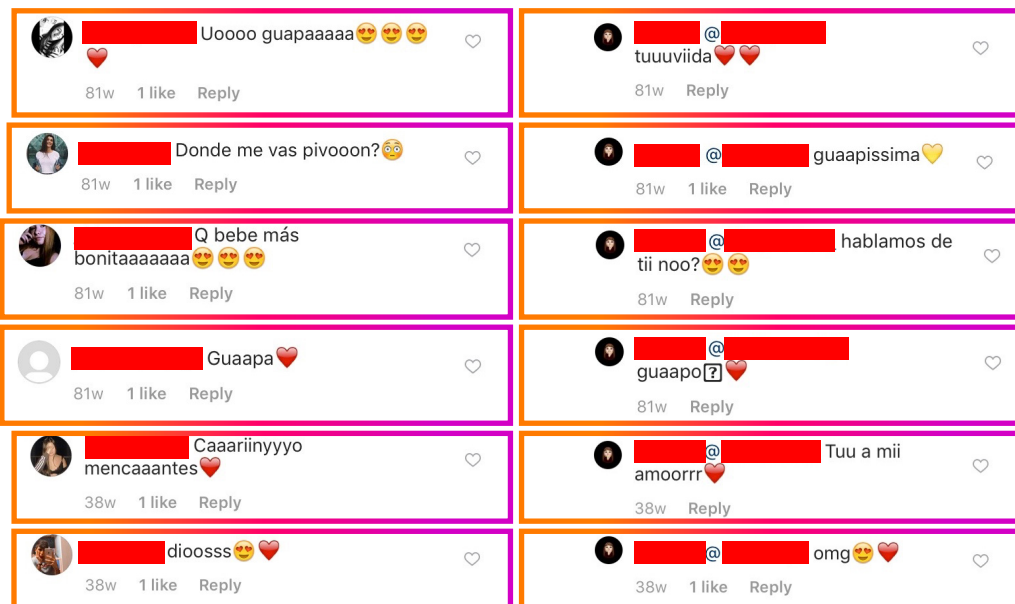 Uoooo guapaaaaa😍😍😍
❤️
81w 1 like Reply
@
tuuuviida❤️❤️
81w Reply
Donde me vas pivooon?😳
81w 1 like Reply
@ guaapissima💛
81w 1 like Reply
Q bebe más
bonitaaaaaaa😍😍😍
81w 1 like Reply
@ hablamos de
tii noo?😍😍
81w Reply
Guaapa❤️
81w 1 like Reply
@
guaapo❤️
81w Reply
Caaariinyyyo
mencaaantes❤️
38w 1 like Reply
@ Tuu a mii
amoorrr❤️
38w Reply
dioosss😍❤️
38w 1 like Reply
@ omg😍❤️
38w 1 like Reply